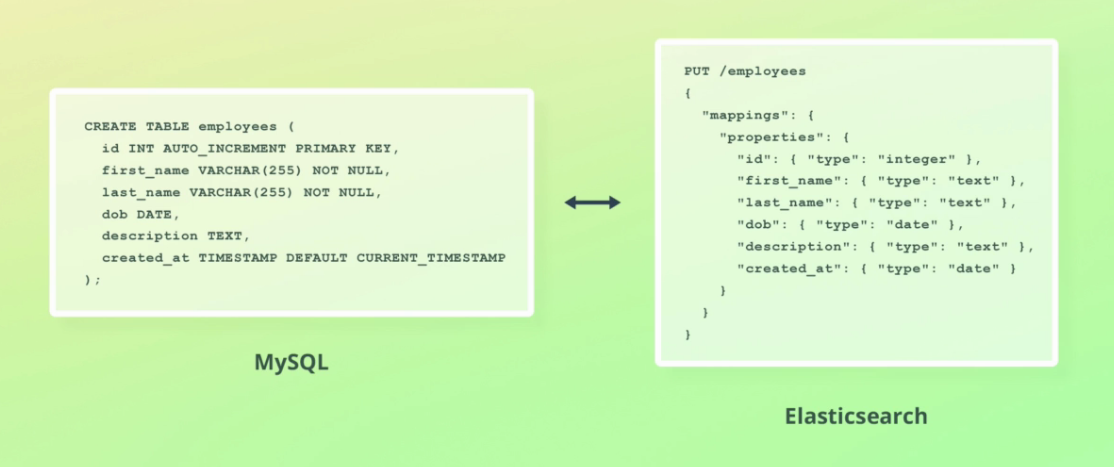 CREATE TABLE employees (
  id INT AUTO_INCREMENT PRIMARY KEY,
  first_name VARCHAR(255) NOT NULL,
  last_name VARCHAR(255) NOT NULL,
  dob DATE,
  description TEXT,
  created_at TIMESTAMP DEFAULT CURRENT_TIMESTAMP
);
MySQL
PUT /employees
{
  "mappings": {
    "properties": {
      "id": { "type": "integer" },
      "first_name": { "type": "text" },
      "last_name": { "type": "text" },
      "dob": { "type": "date" },
      "description": { "type": "text" },
      "created_at": { "type": "date" }
    }
  }
}
Elasticsearch